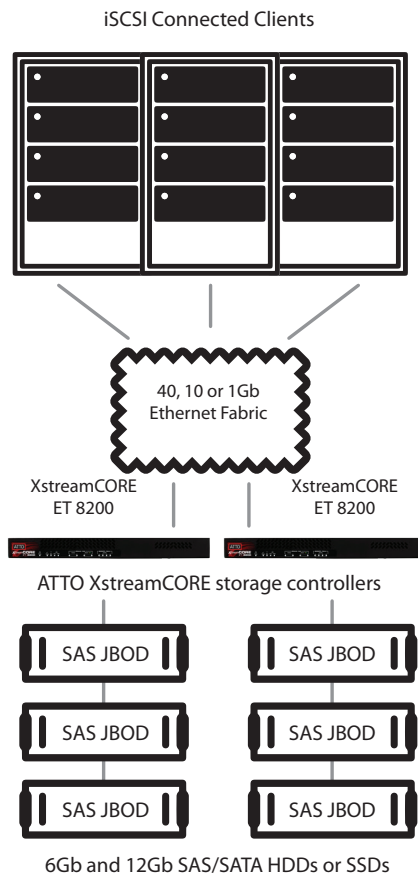 iSCSI Connected Clients
40, 10 or 1Gb
Ethernet Fabric
XstreamCORE
ET 8200
XstreamCORE
ET 8200
ATTO
ATTO
ATTO XstreamCORE storage controllers
SAS JBOD
SAS JBOD
SAS JBOD
SAS JBOD
SAS JBOD
SAS JBOD
6Gb and 12Gb SAS/SATA HDDs or SSDs